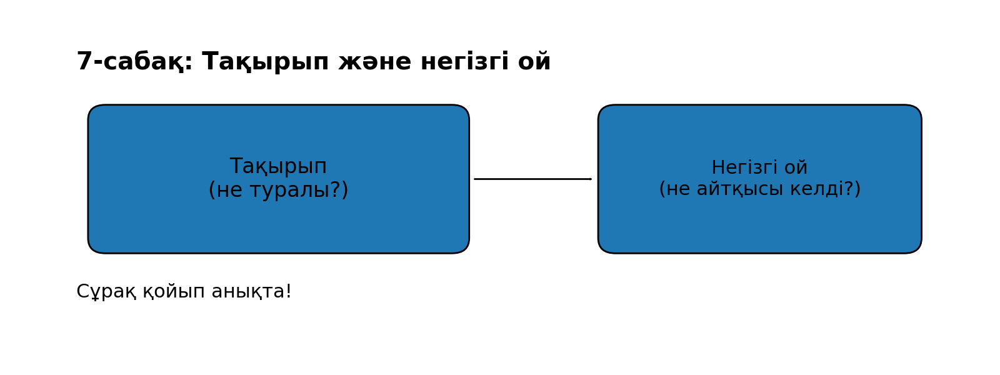 7-сабақ: Тақырып және негізгі ой
Тақырып
(не туралы?)
Негізгі ой
(не айтқысы келді?)
Сұрақ қойып анықта!